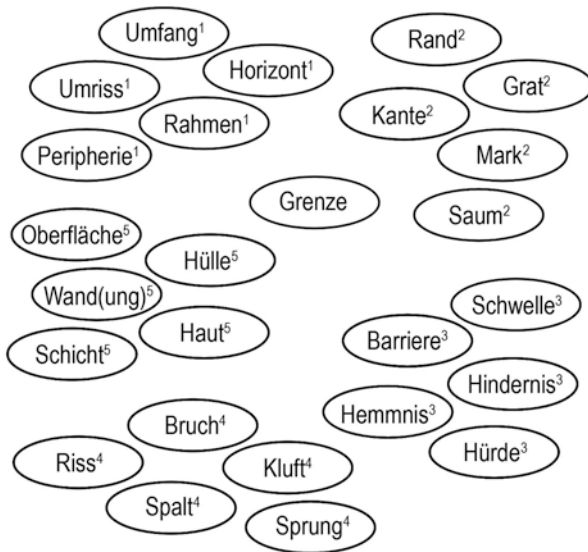 Umfang¹
Horizont¹
Umriss¹
Rahmen¹
Peripherie¹
Rand²
Grat²
Kante²
Mark²
Saum²
Grenze
Oberfläche⁵
Hülle⁵
Wand(ung)⁵
Haut⁵
Schicht⁵
Schwelle³
Barriere³
Hindernis³
Hemmnis³
Hürde³
Bruch⁴
Riss⁴
Kluft⁴
Spalt⁴
Sprung⁴